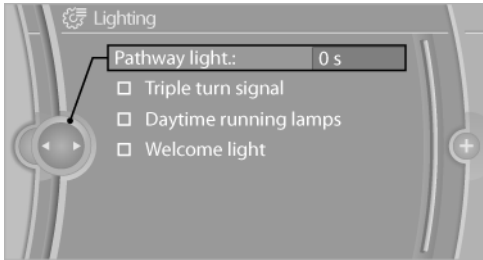 Lighting
Pathway light.: 0 s
Triple turn signal
Daytime running lamps
Welcome light